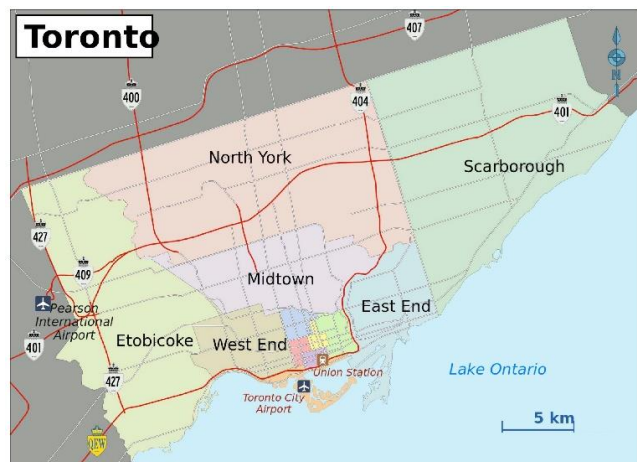 Toronto
407
400
404
401
N
North York
Scarborough
427
409
Midtown
East End
Pearson
International
Airport
Etobicoke
West End
401
Union Station
Lake Ontario
427
Toronto City
Airport
5 km
QEW